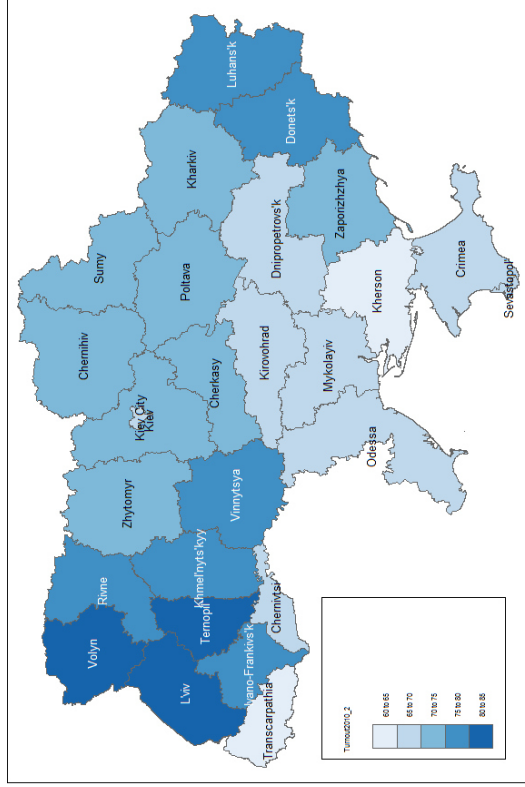 Volyn
Rivne
Zhytomyr
Chernihiv
Sumy
Kiev City
Kiev
L'viv
Ternopil'
Khmel'nyts'kyy
Vinnytsya
Cherkasy
Poltava
Kharkiv
Luhans'k
Transcarpathia
Ivano-Frankivs'k
Chernivtsi
Kirovohrad
Dnipropetrovs'k
Donets'k
Odessa
Mykolayiv
Zaporizhzhya
Kherson
Crimea
Sevastopol'
Turnout2010_2
60 to 65
65 to 70
70 to 75
75 to 80
80 to 85